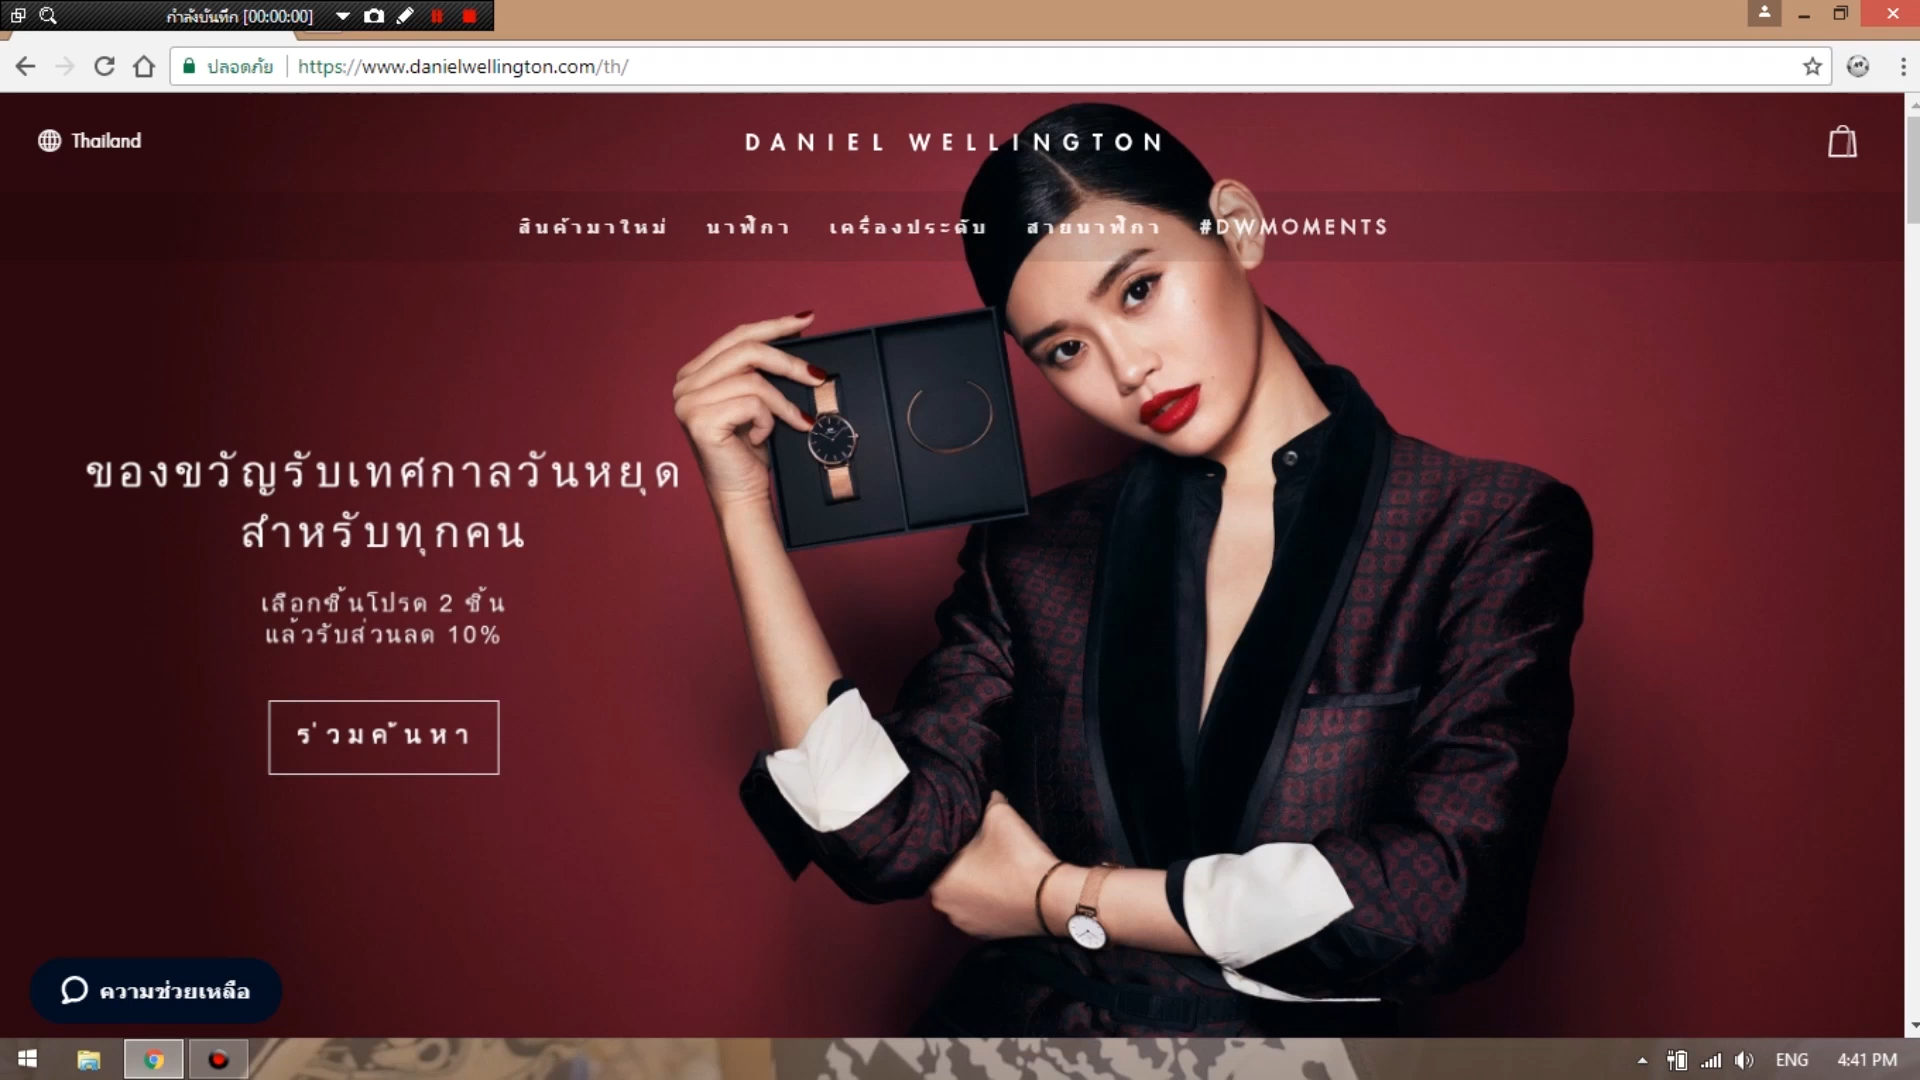 กำลังบันทึก [00:00:00]
ปลอดภัย https://www.danielwellington.com/th/
Thailand
DANIEL WELLINGTON
สินค้ามาใหม่ นาฬิกา เครื่องประดับ สายนาฬิกา #DWMOMENTS
ของขวัญรับเทศกาลวันหยุด
สำหรับทุกคน
เลือกชิ้นโปรด 2 ชิ้น
แล้วรับส่วนลด 10%
ร่วมค้นหา
ความช่วยเหลือ
ENG 4:41 PM